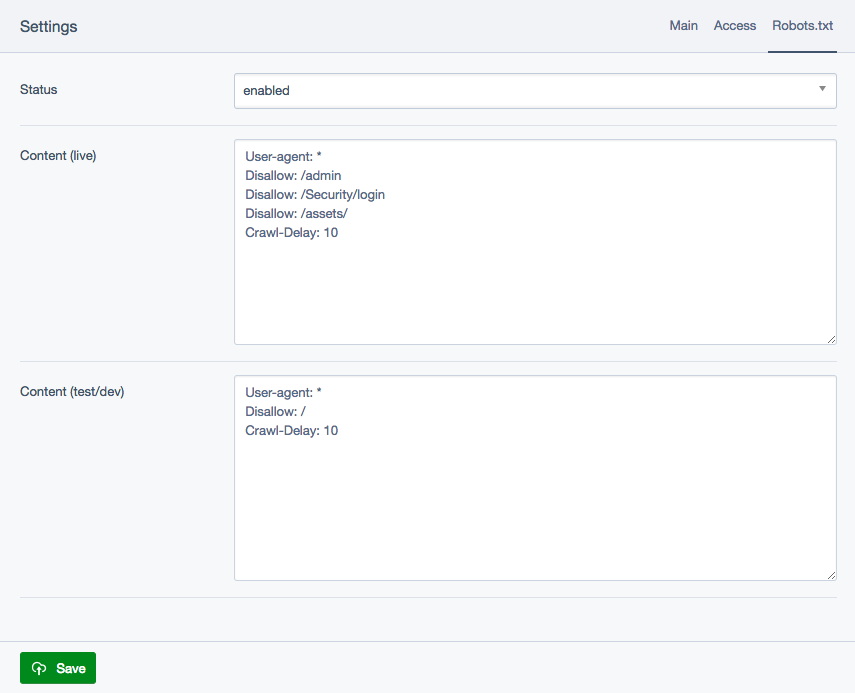 Settings
Main Access Robots.txt
Status
enabled
Content (live)
User-agent: *
Disallow: /admin
Disallow: /Security/login
Disallow: /assets/
Crawl-Delay: 10
Content (test/dev)
User-agent: *
Disallow: /
Crawl-Delay: 10
Save